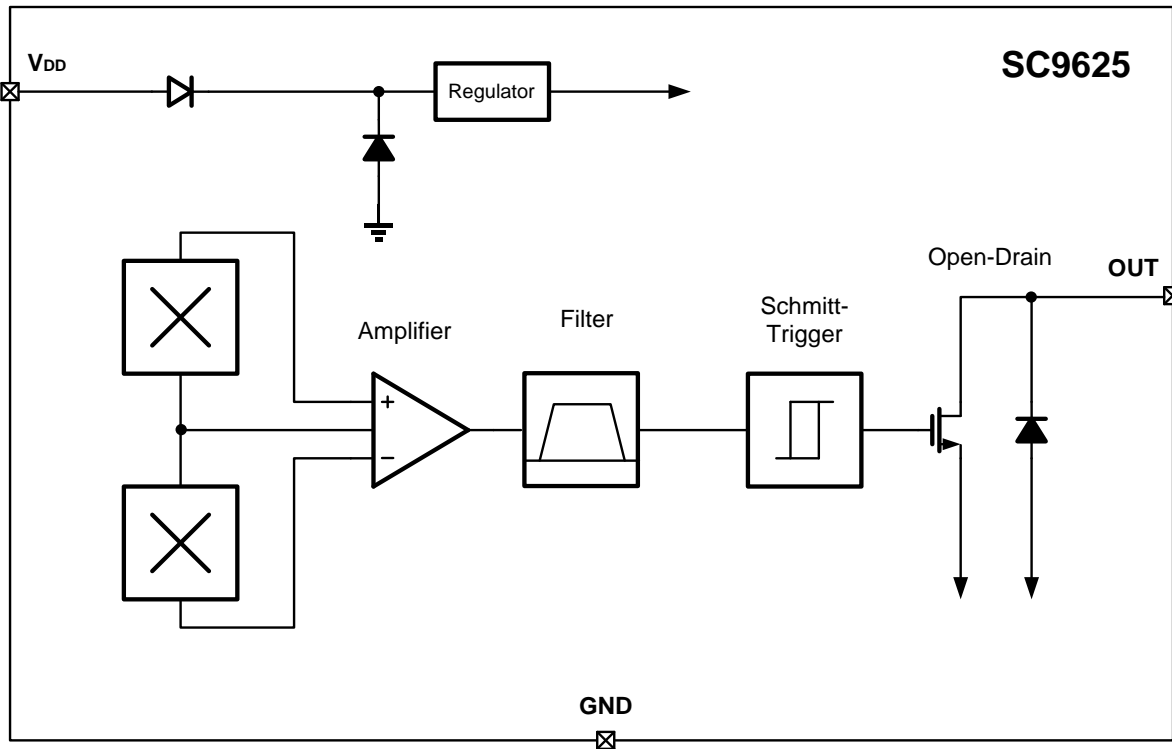 VDD
SC9625
Regulator
Open-Drain
OUT
Amplifier
Filter
Schmitt-
Trigger
+
−
GND